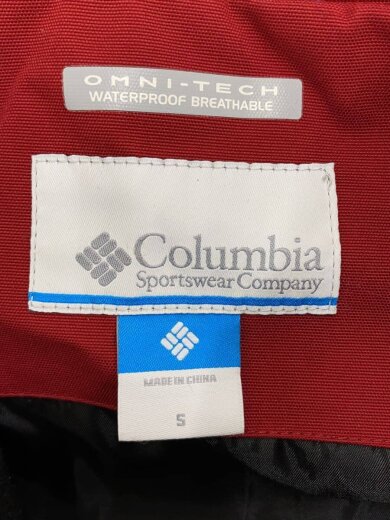 OMNI-TECH
WATERPROOF BREATHABLE
Columbia
Sportswear Company
MADE IN CHINA
S